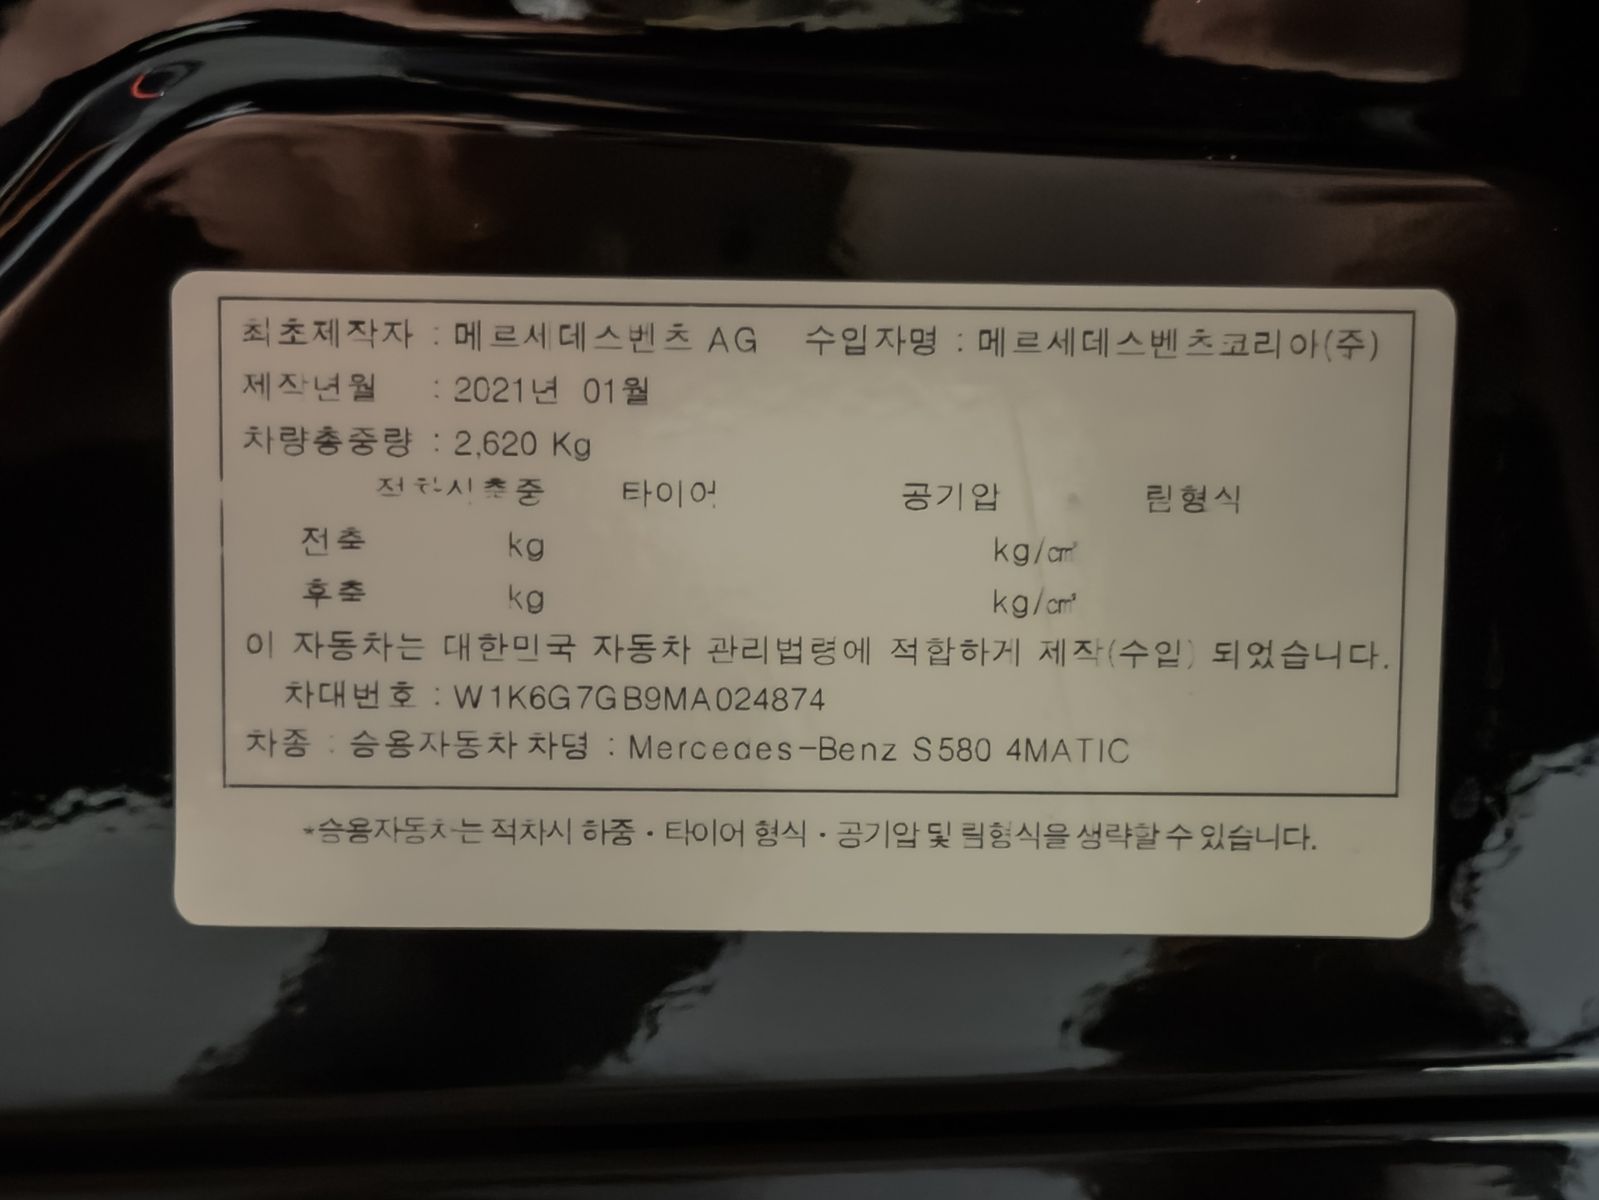 최초제작자 : 메르세데스벤츠 AG 수입자명 : 메르세데스벤츠코리아(주)
제작년월 : 2021년 01월
차량총중량 : 2,620 Kg
적차시축중 타이어 공기압 림형식
전축 kg kg/㎠
후축 kg kg/㎠
이 자동차는 대한민국 자동차 관리법령에 적합하게 제작(수입) 되었습니다.
차대번호 : W1K6G7GB9MA024874
차종 : 승용자동차 차명 : Mercedes-Benz S580 4MATIC
*승용자동차는 적차시 하중·타이어 형식·공기압 및 림형식을 생략할 수 있습니다.